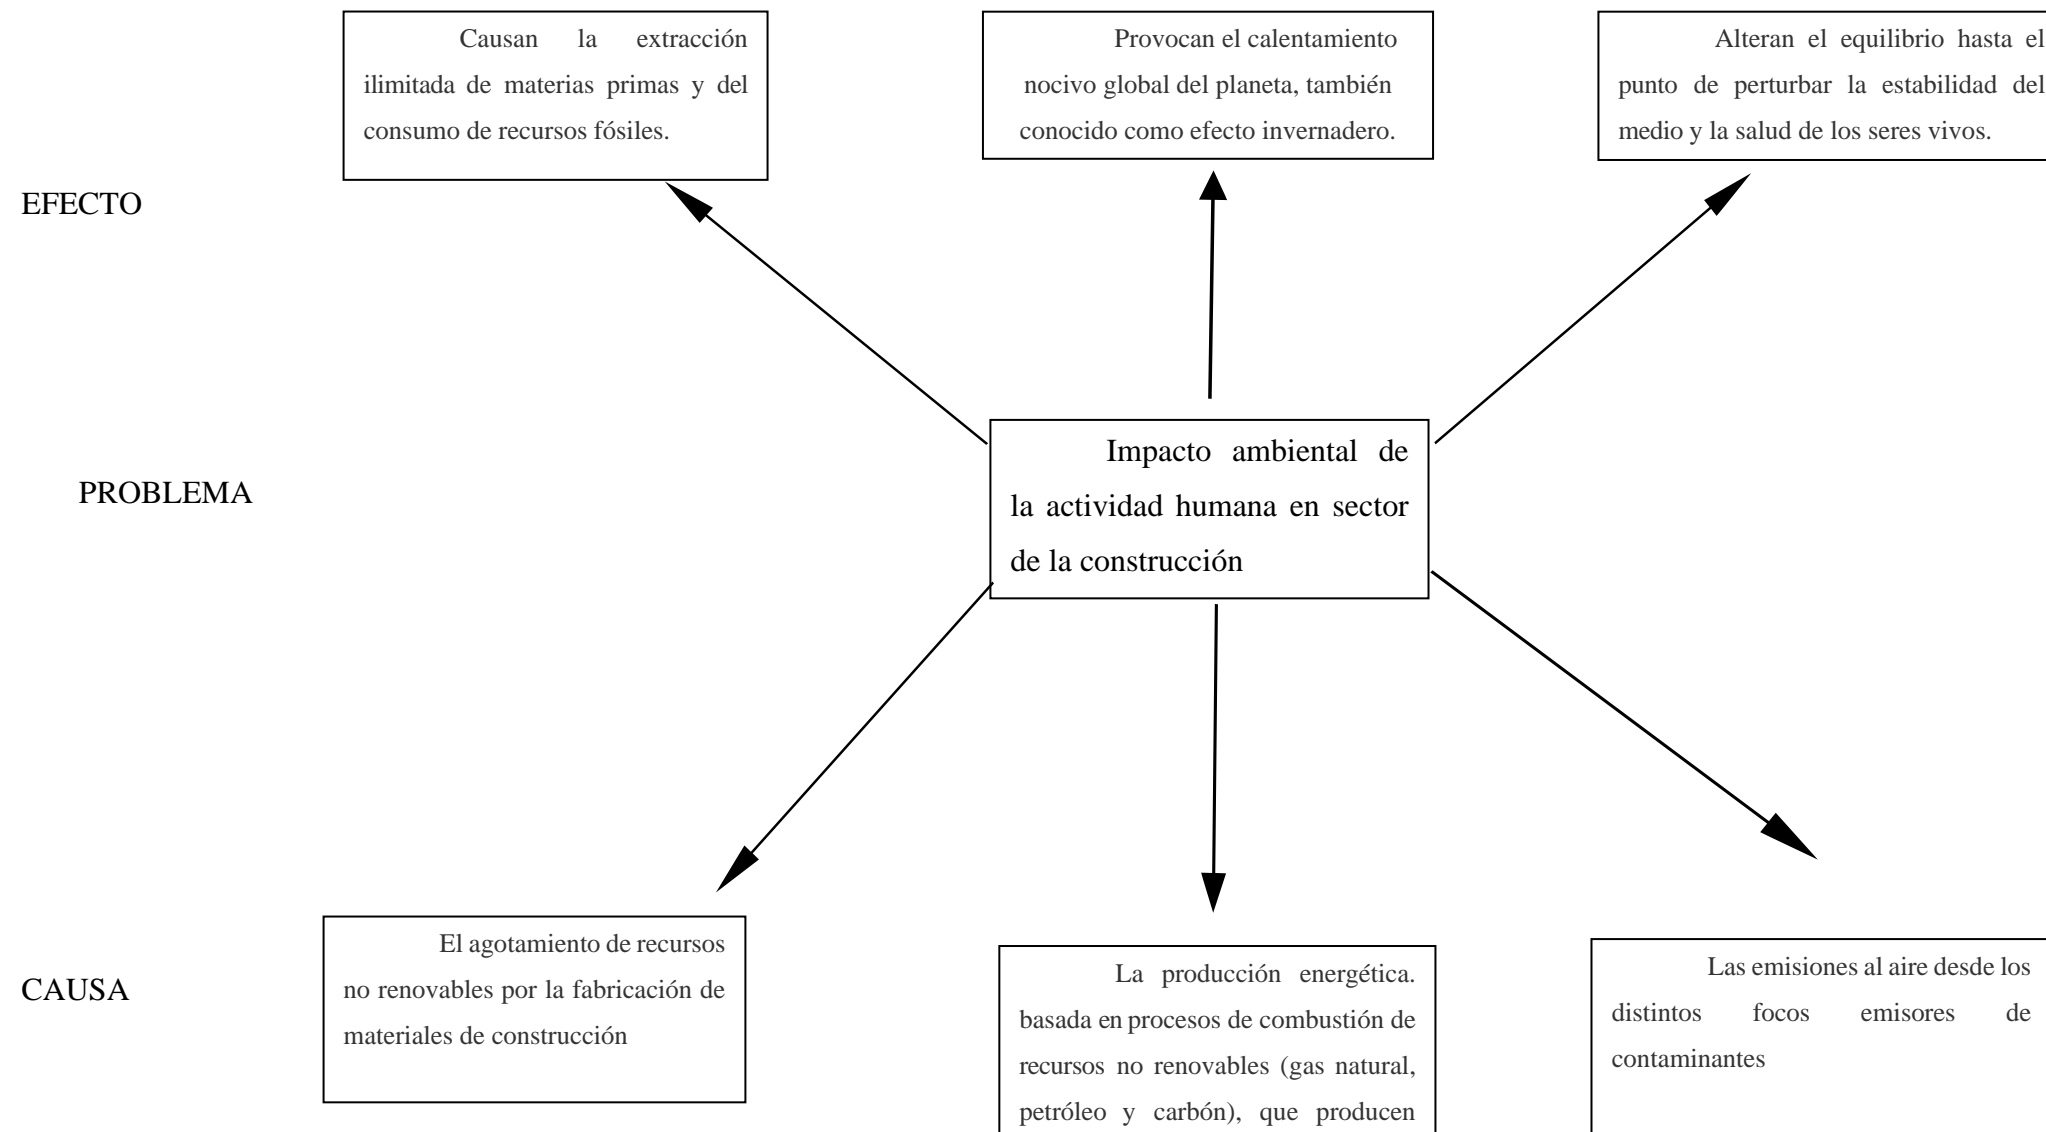 Causan la extracción
ilimitada de materias primas y del
consumo de recursos fósiles.
Provocan el calentamiento
nocivo global del planeta, también
conocido como efecto invernadero.
Alteran el equilibrio hasta el
punto de perturbar la estabilidad del
medio y la salud de los seres vivos.
EFECTO
PROBLEMA
Impacto ambiental de
la actividad humana en sector
de la construcción
CAUSA
El agotamiento de recursos
no renovables por la fabricación de
materiales de construcción
La producción energética.
basada en procesos de combustión de
recursos no renovables (gas natural,
petróleo y carbón), que producen
Las emisiones al aire desde los
distintos focos emisores de
contaminantes